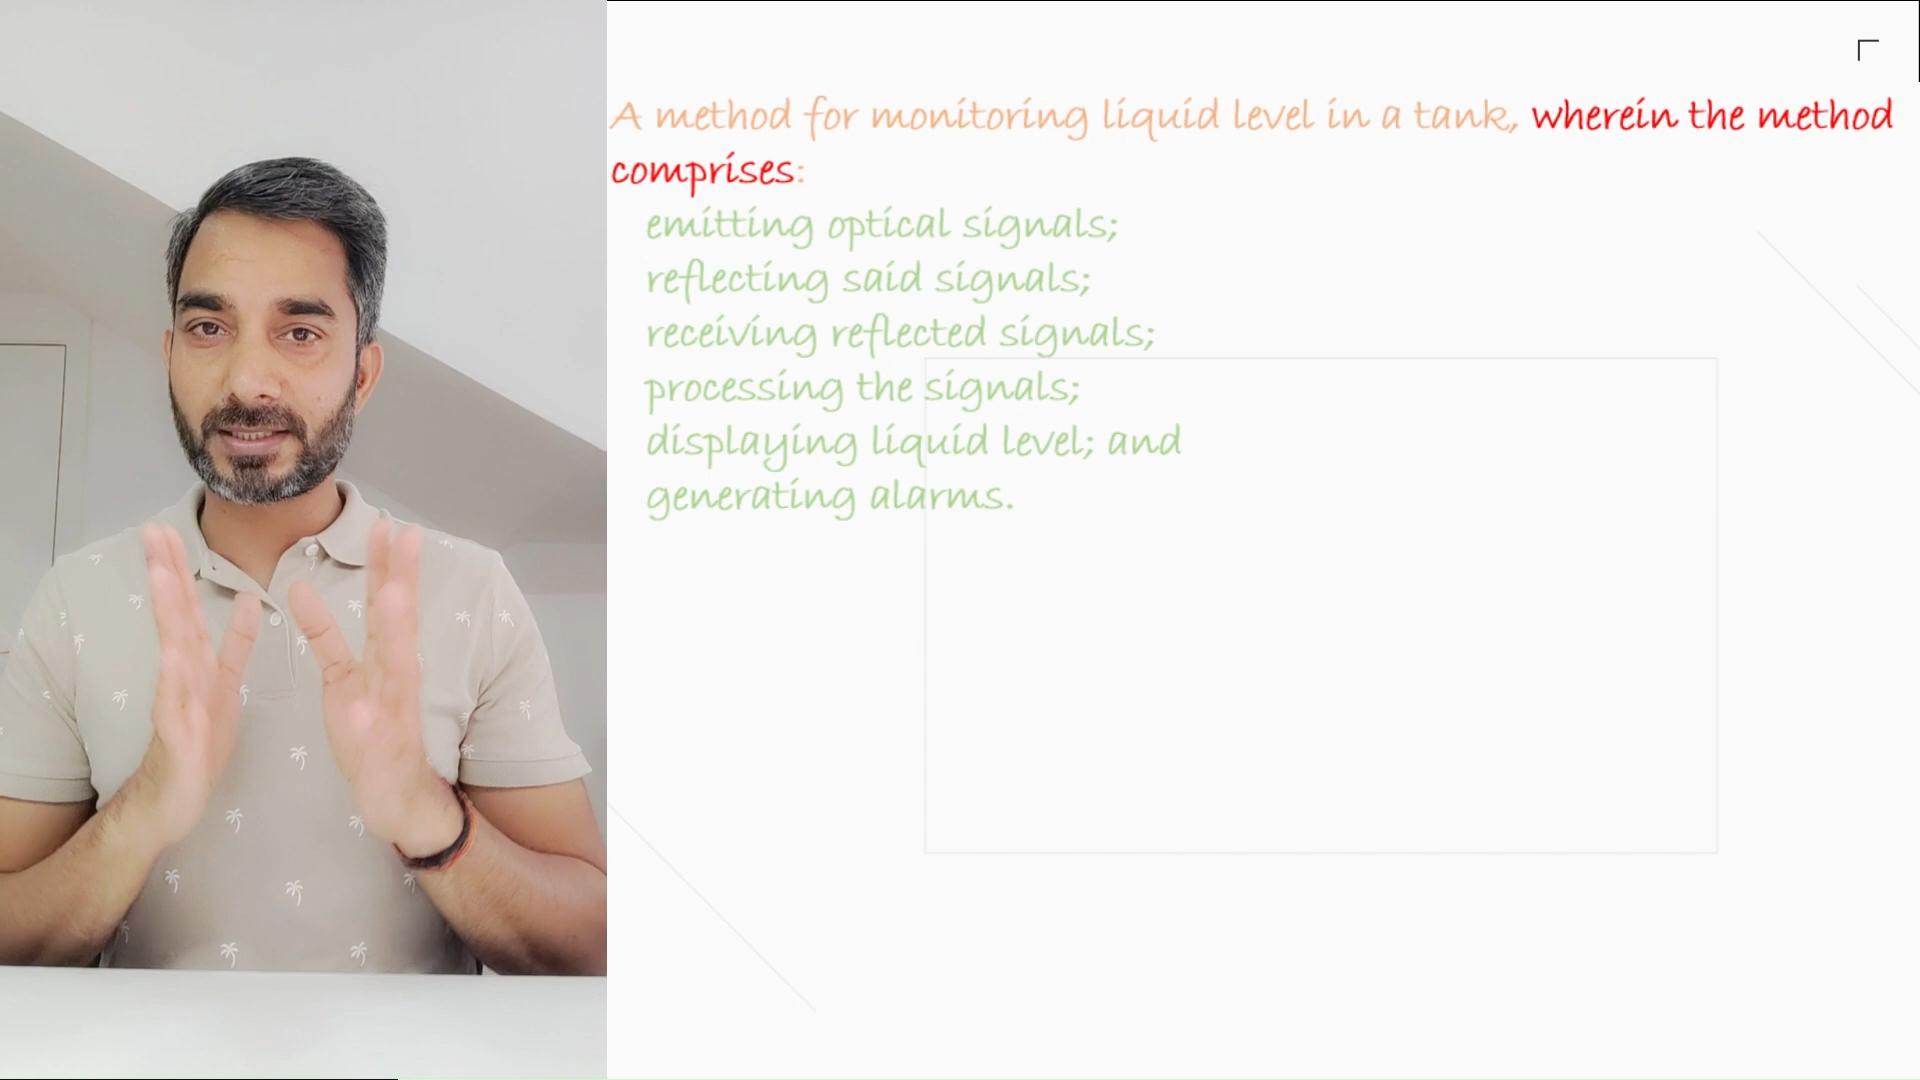 A method for monitoring liquid level in a tank, wherein the method
comprises:
emitting optical signals;
reflecting said signals;
receiving reflected signals;
processing the signals;
displaying liquid level; and
generating alarms.